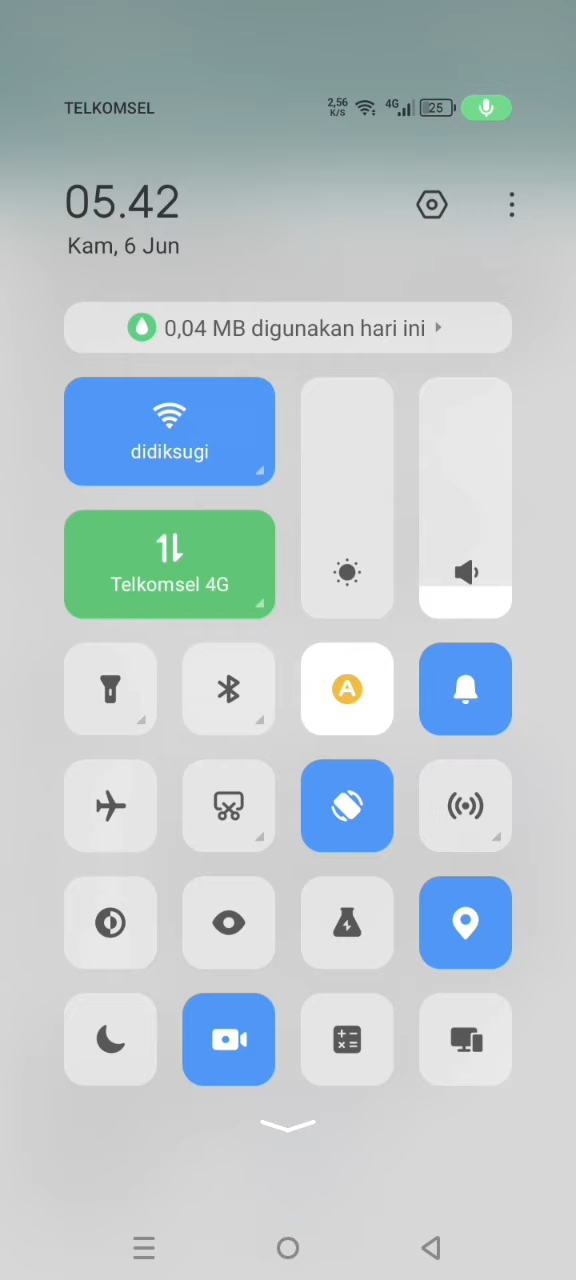 TELKOMSEL
2,56
K/S
4G
25
05.42
Kam, 6 Jun
0,04 MB digunakan hari ini
didiksugi
Telkomsel 4G
A